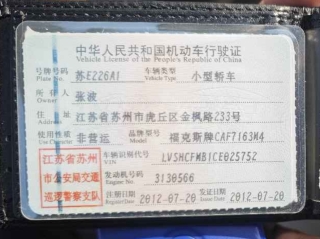 中华人民共和国机动车行驶证
Vehicle License of the People's Republic of China
号牌号码 苏E226A1 车辆类型 小型轿车
Plate No. Vehicle Type
所有人 张波
Owner
住址 江苏省苏州市虎丘区金枫路233号
Address
使用性质 非营运 品牌型号 福克斯牌CAF7163M4
Use Character Model
江苏省苏州 车辆识别代号 LVSHCFMB1CE025752
VIN
市公安局交通 发动机号码 3130566
Engine No.
巡逻警察支队 注册日期 2012-07-20 发证日期 2012-07-20
Register Date Issue Date